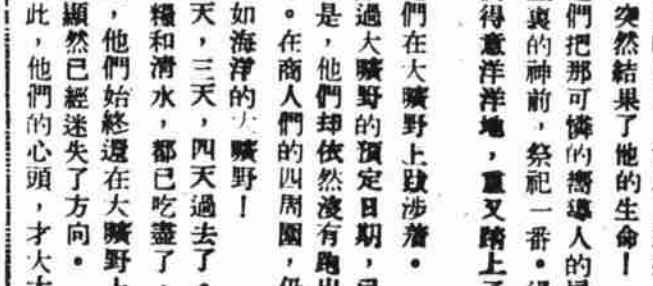 突然結果了他的生命！
們把那可憐的嚮導人的
裏的神前，祭祀一番。
得意洋洋地，重又踏上了
們在大曠野上跋涉着。
過大曠野的預定日期，已
是，他們却依然沒有跑出
。在商人們的四周圍，仍
如海洋的大曠野！
天，三天，四天過去了。
糧和清水，都已吃盡了。
，他們始終還在大曠野上
顯然已經迷失了方向。
此，他們的心頭，才大大